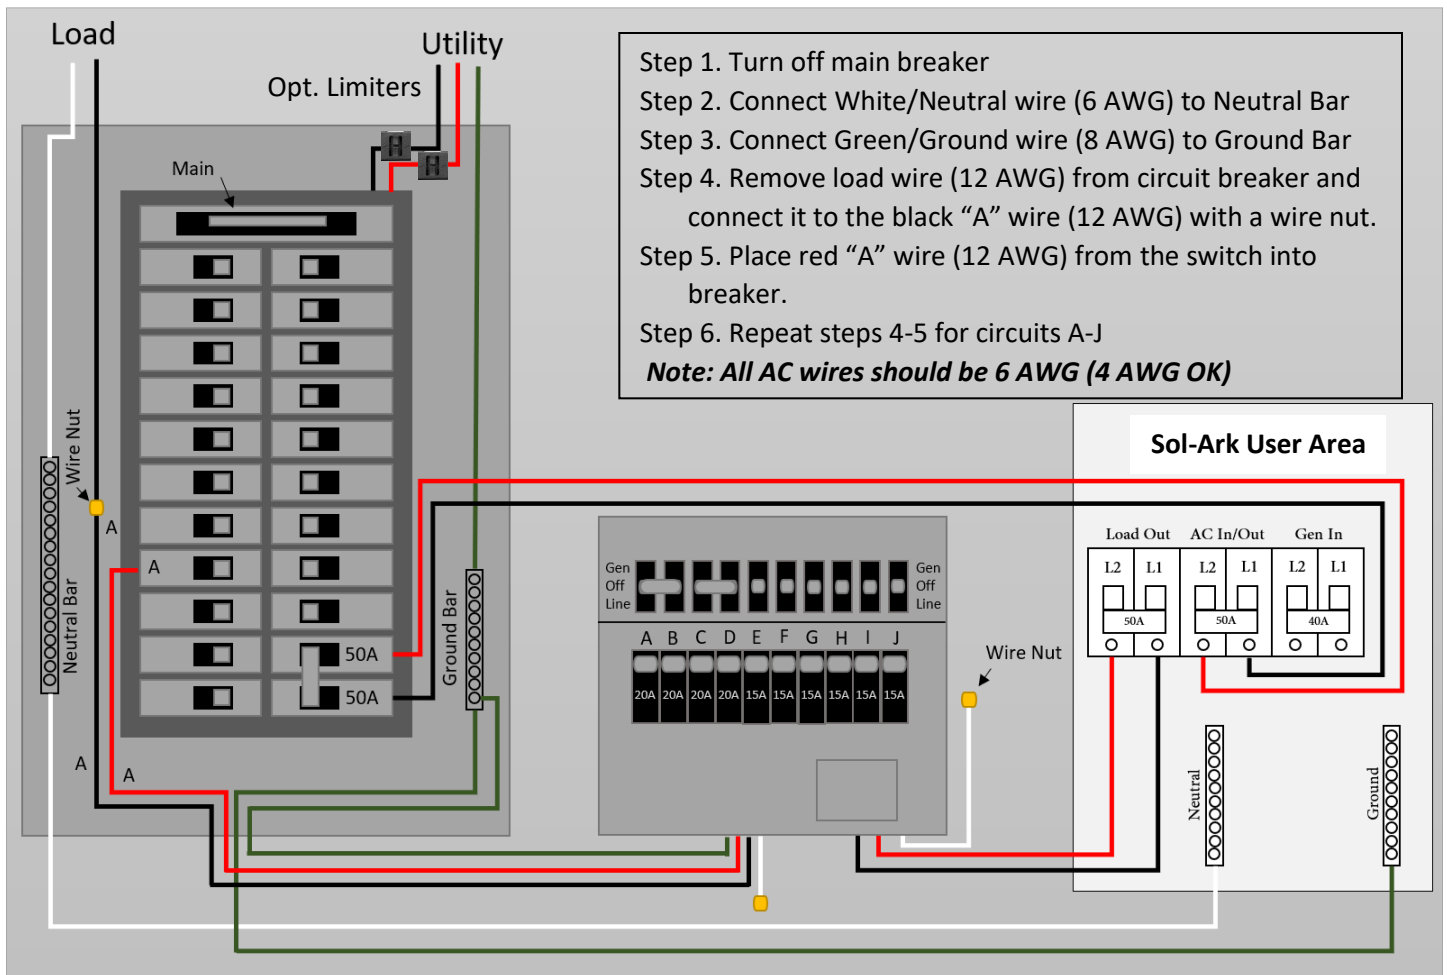 Load
Utility
Opt. Limiters
Step 1. Turn off main breaker
Step 2. Connect White/Neutral wire (6 AWG) to Neutral Bar
Step 3. Connect Green/Ground wire (8 AWG) to Ground Bar
Step 4. Remove load wire (12 AWG) from circuit breaker and
connect it to the black “A” wire (12 AWG) with a wire nut.
Step 5. Place red “A” wire (12 AWG) from the switch into
breaker.
Step 6. Repeat steps 4-5 for circuits A-J
Note: All AC wires should be 6 AWG (4 AWG OK)
H
H
Main
Wire Nut
A
A
Neutral Bar
Ground Bar
50A
50A
A
A
Gen
Off
Line
Gen
Off
Line
A B C D E F G H I J
20A 20A 20A 20A 15A 15A 15A 15A 15A 15A
Wire Nut
Sol-Ark User Area
Load Out AC In/Out Gen In
L2 L1 L2 L1 L2 L1
50A 50A 40A
Neutral
Ground